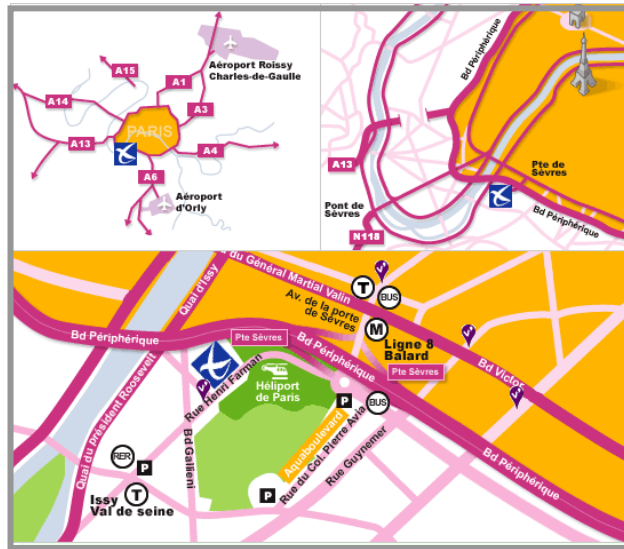 Aéroport Roissy
Charles-de-Gaulle
A15
A1
A14
A3
PARIS
A13
A4
A6
Aéroport
d'Orly
Bd Périphérique
A13
Pte de
Sèvres
Pont de
Sèvres
Bd Périphérique
N118
Quai d'Issy
du Général Martial Valin
T
BUS
Av. de la porte
de Sèvres
M
Ligne 8
Balard
Bd Périphérique
Pte Sèvres
Bd Périphérique
Pte Sèvres
Bd Victor
Quai du président Roosevelt
Rue Henri Farman
Héliport
de Paris
P
BUS
Aquaboulevard
Rue du Col. Pierre Avia
Bd Gallieni
Rue Guynemer
Bd Périphérique
RER
P
T
P
Issy
Val de seine